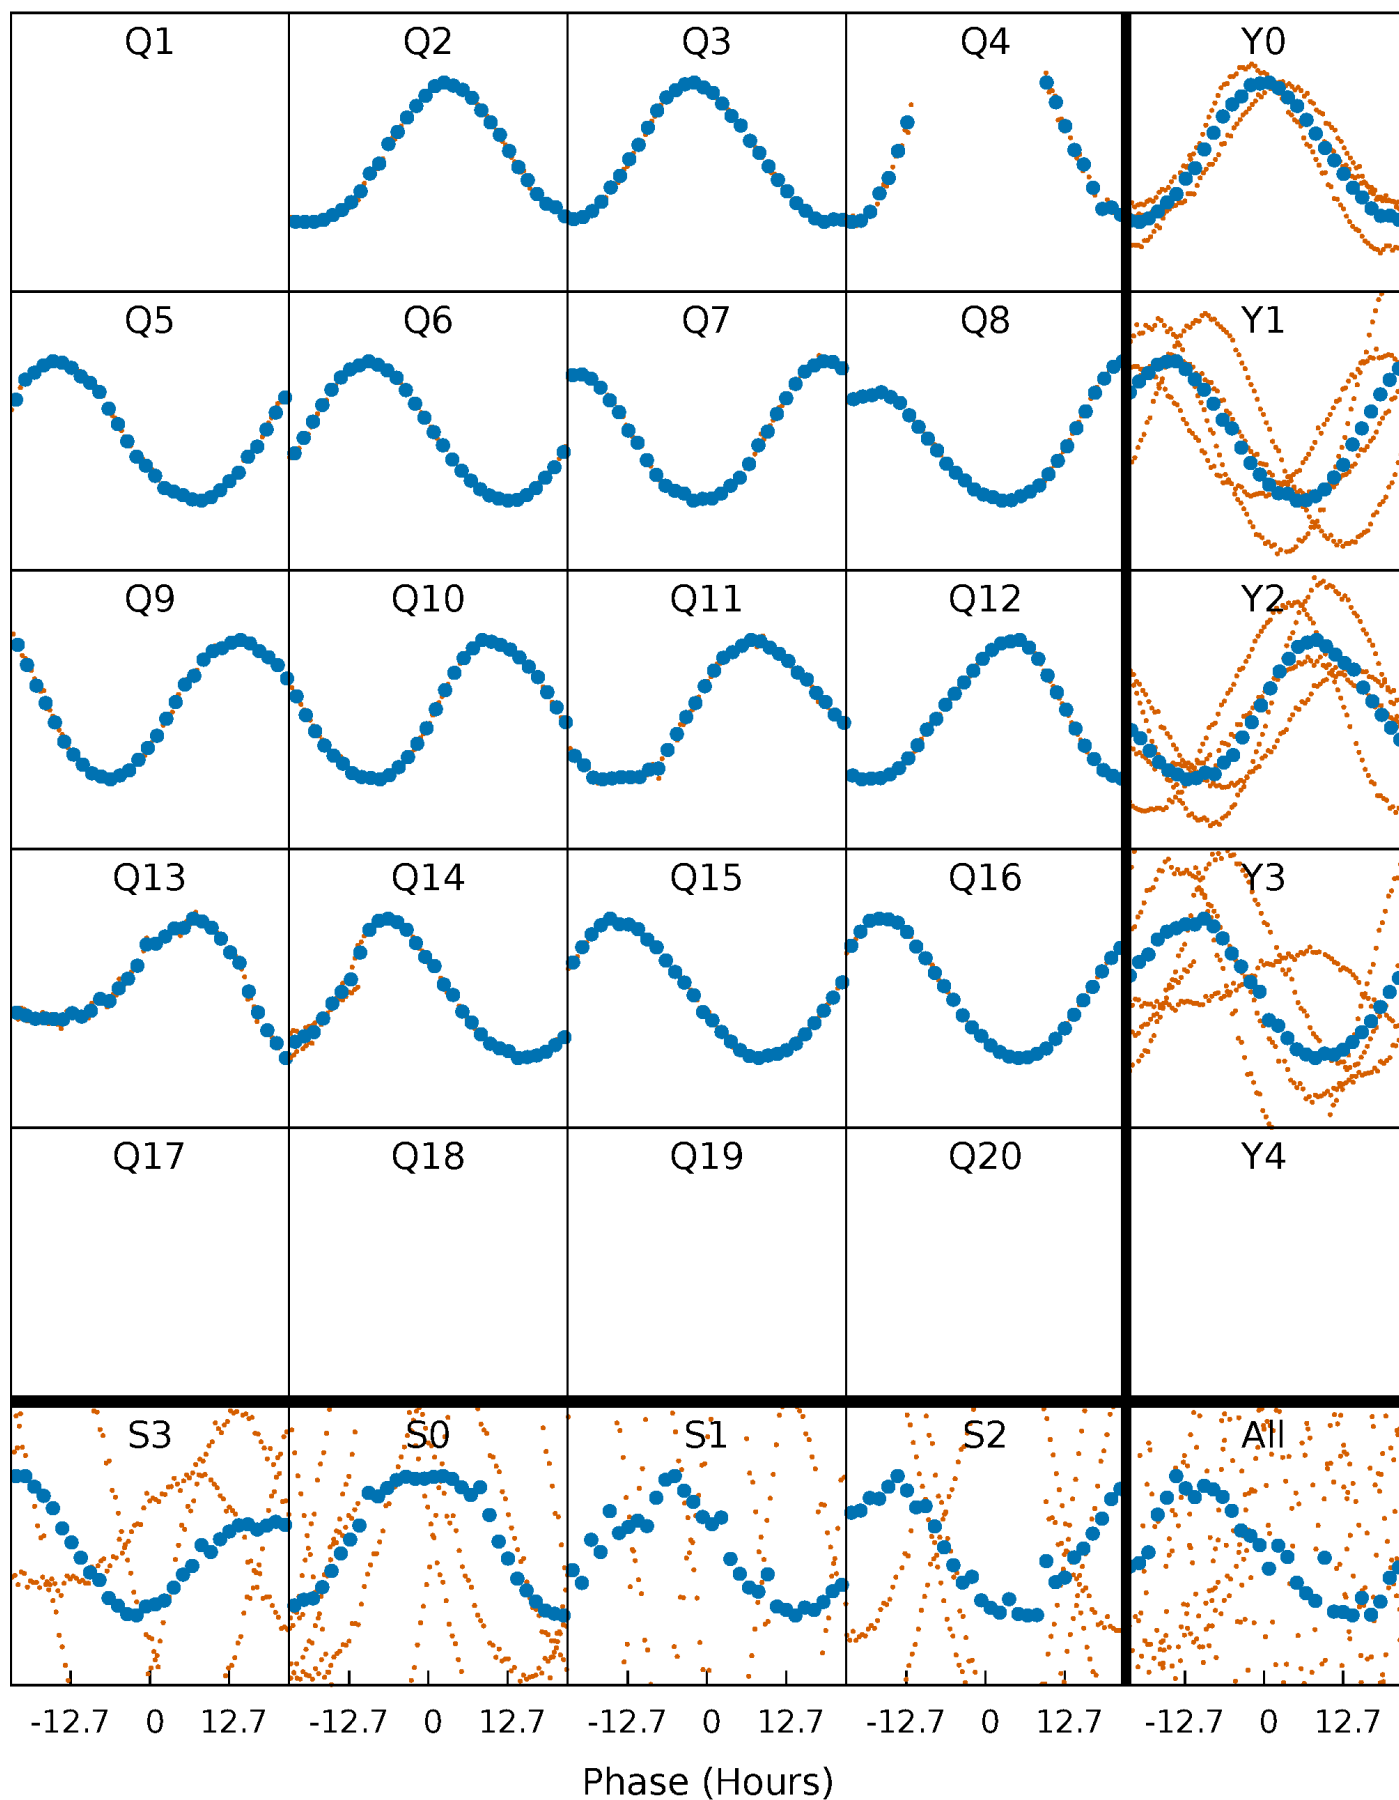 Q1 Q2 Q3 Q4 Y0
Q5 Q6 Q7 Q8 Y1
Q9 Q10 Q11 Q12 Y2
Q13 Q14 Q15 Q16 Y3
Q17 Q18 Q19 Q20 Y4
S3 S0 S1 S2 All
-12.7 0 12.7 -12.7 0 12.7 -12.7 0 12.7 -12.7 0 12.7 -12.7 0 12.7
Phase (Hours)